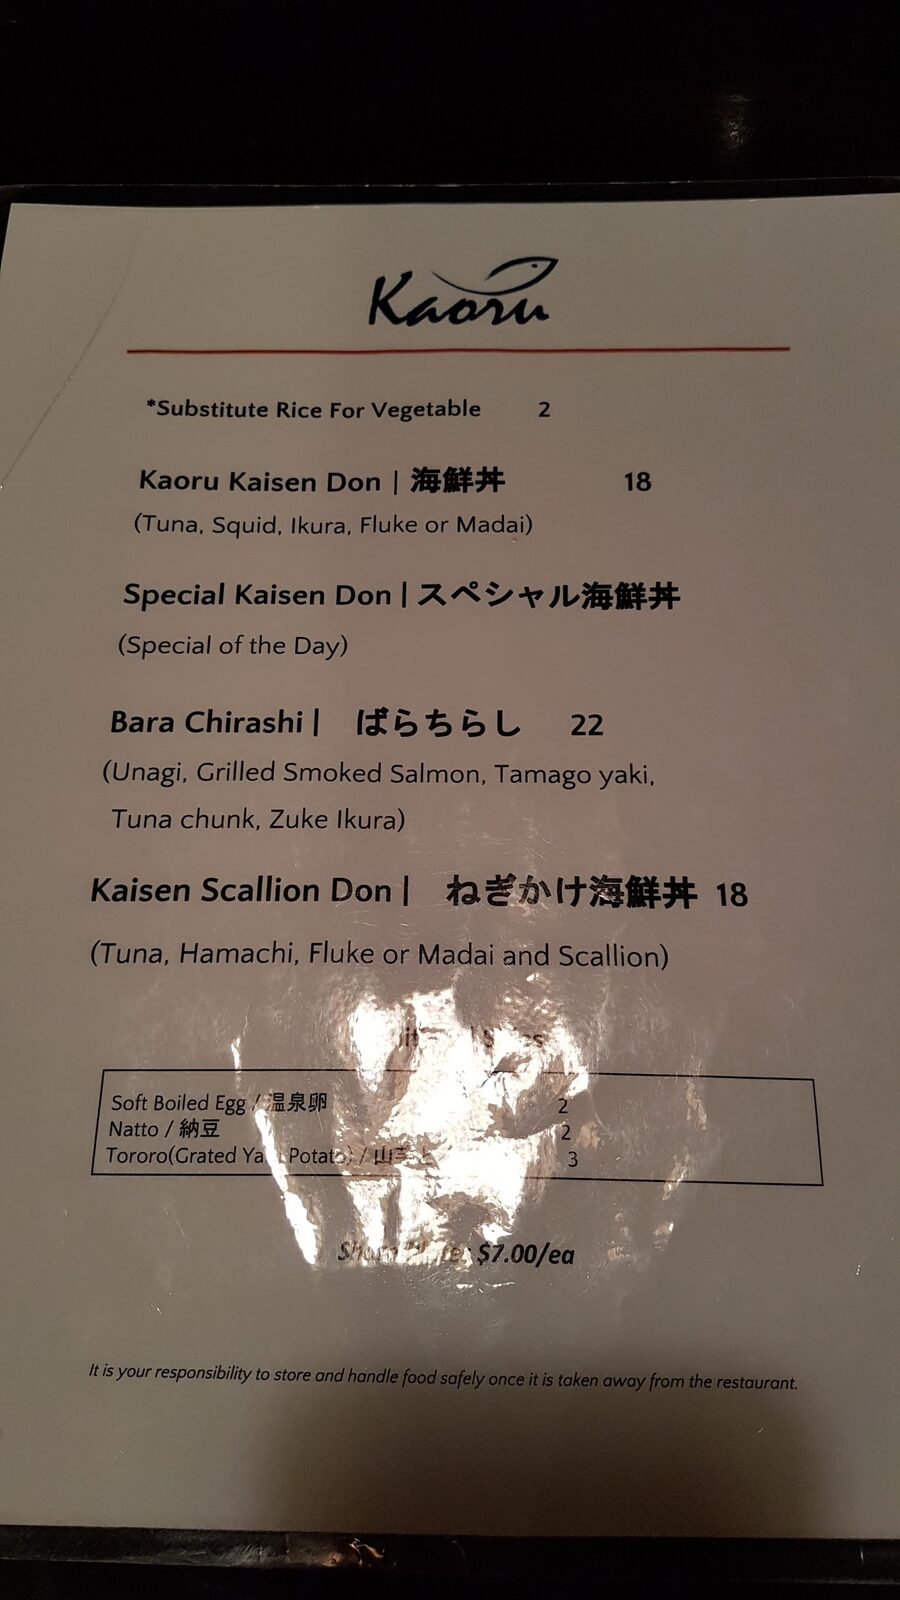 Kaoru
*Substitute Rice For Vegetable 2
Kaoru Kaisen Don | 海鮮丼 18
(Tuna, Squid, Ikura, Fluke or Madai)
Special Kaisen Don | スペシャル海鮮丼
(Special of the Day)
Bara Chirashi | ばらちらし 22
(Unagi, Grilled Smoked Salmon, Tamago yaki,
Tuna chunk, Zuke Ikura)
Kaisen Scallion Don | ねぎかけ海鮮丼 18
(Tuna, Hamachi, Fluke or Madai and Scallion)
Soft Boiled Egg / 温泉卵 2
Natto / 納豆 2
Tororo(Grated Potato) / 3
$7.00/ea
It is your responsibility to store and handle food safely once it is taken away from the restaurant.